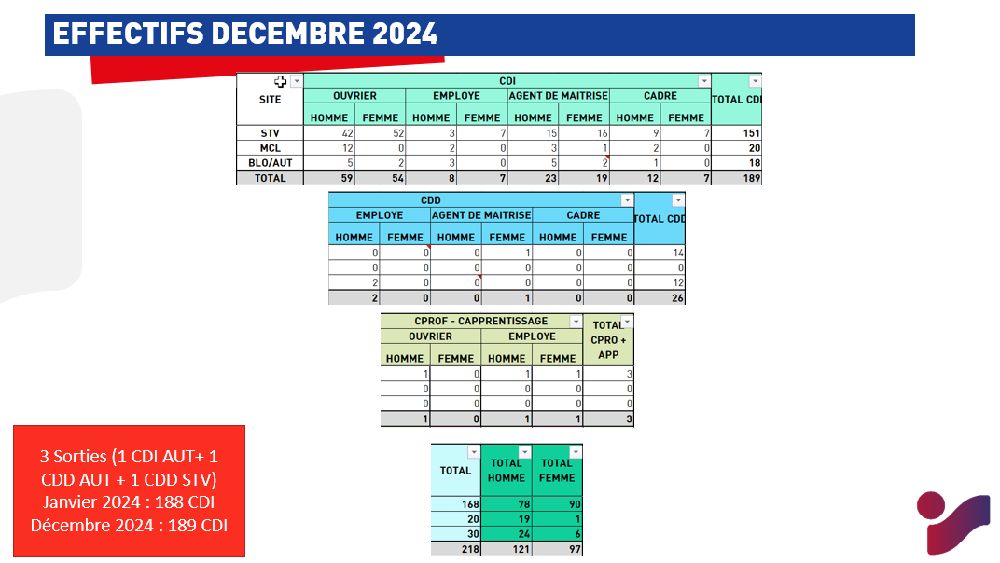 EFFECTIFS DECEMBRE 2024
SITE CDI TOTAL CDI
OUVRIER EMPLOYE AGENT DE MAITRISE CADRE
HOMME FEMME HOMME FEMME HOMME FEMME HOMME FEMME
STV 42 52 3 7 15 16 9 7 151
MCL 12 0 2 0 3 1 2 0 20
BLO/AUT 5 2 3 0 5 2 1 0 18
TOTAL 59 54 8 7 23 19 12 7 189
CDD TOTAL CDD
EMPLOYE AGENT DE MAITRISE CADRE
HOMME FEMME HOMME FEMME HOMME FEMME
0 0 0 1 0 0 14
0 0 0 0 0 0 0
2 0 0 0 0 0 12
2 0 0 1 0 0 26
CPROF - CAPPRENTISSAGE TOTAL CPRO + APP
OUVRIER EMPLOYE
HOMME FEMME HOMME FEMME
1 0 1 1 3
0 0 0 0 0
0 0 0 0 0
1 0 1 1 3
TOTAL TOTAL HOMME TOTAL FEMME
168 78 90
20 19 1
30 24 6
218 121 97
3 Sorties (1 CDI AUT+ 1
CDD AUT + 1 CDD STV)
Janvier 2024 : 188 CDI
Décembre 2024 : 189 CDI